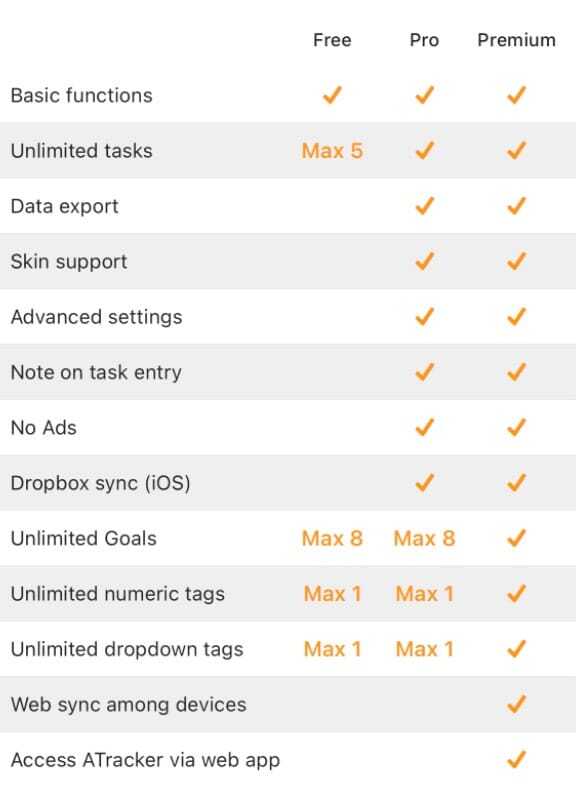 Free Pro Premium
Basic functions ✓ ✓ ✓
Unlimited tasks Max 5 ✓ ✓
Data export ✓ ✓
Skin support ✓ ✓
Advanced settings ✓ ✓
Note on task entry ✓ ✓
No Ads ✓ ✓
Dropbox sync (iOS) ✓ ✓
Unlimited Goals Max 8 Max 8 ✓
Unlimited numeric tags Max 1 Max 1 ✓
Unlimited dropdown tags Max 1 Max 1 ✓
Web sync among devices ✓
Access ATracker via web app ✓